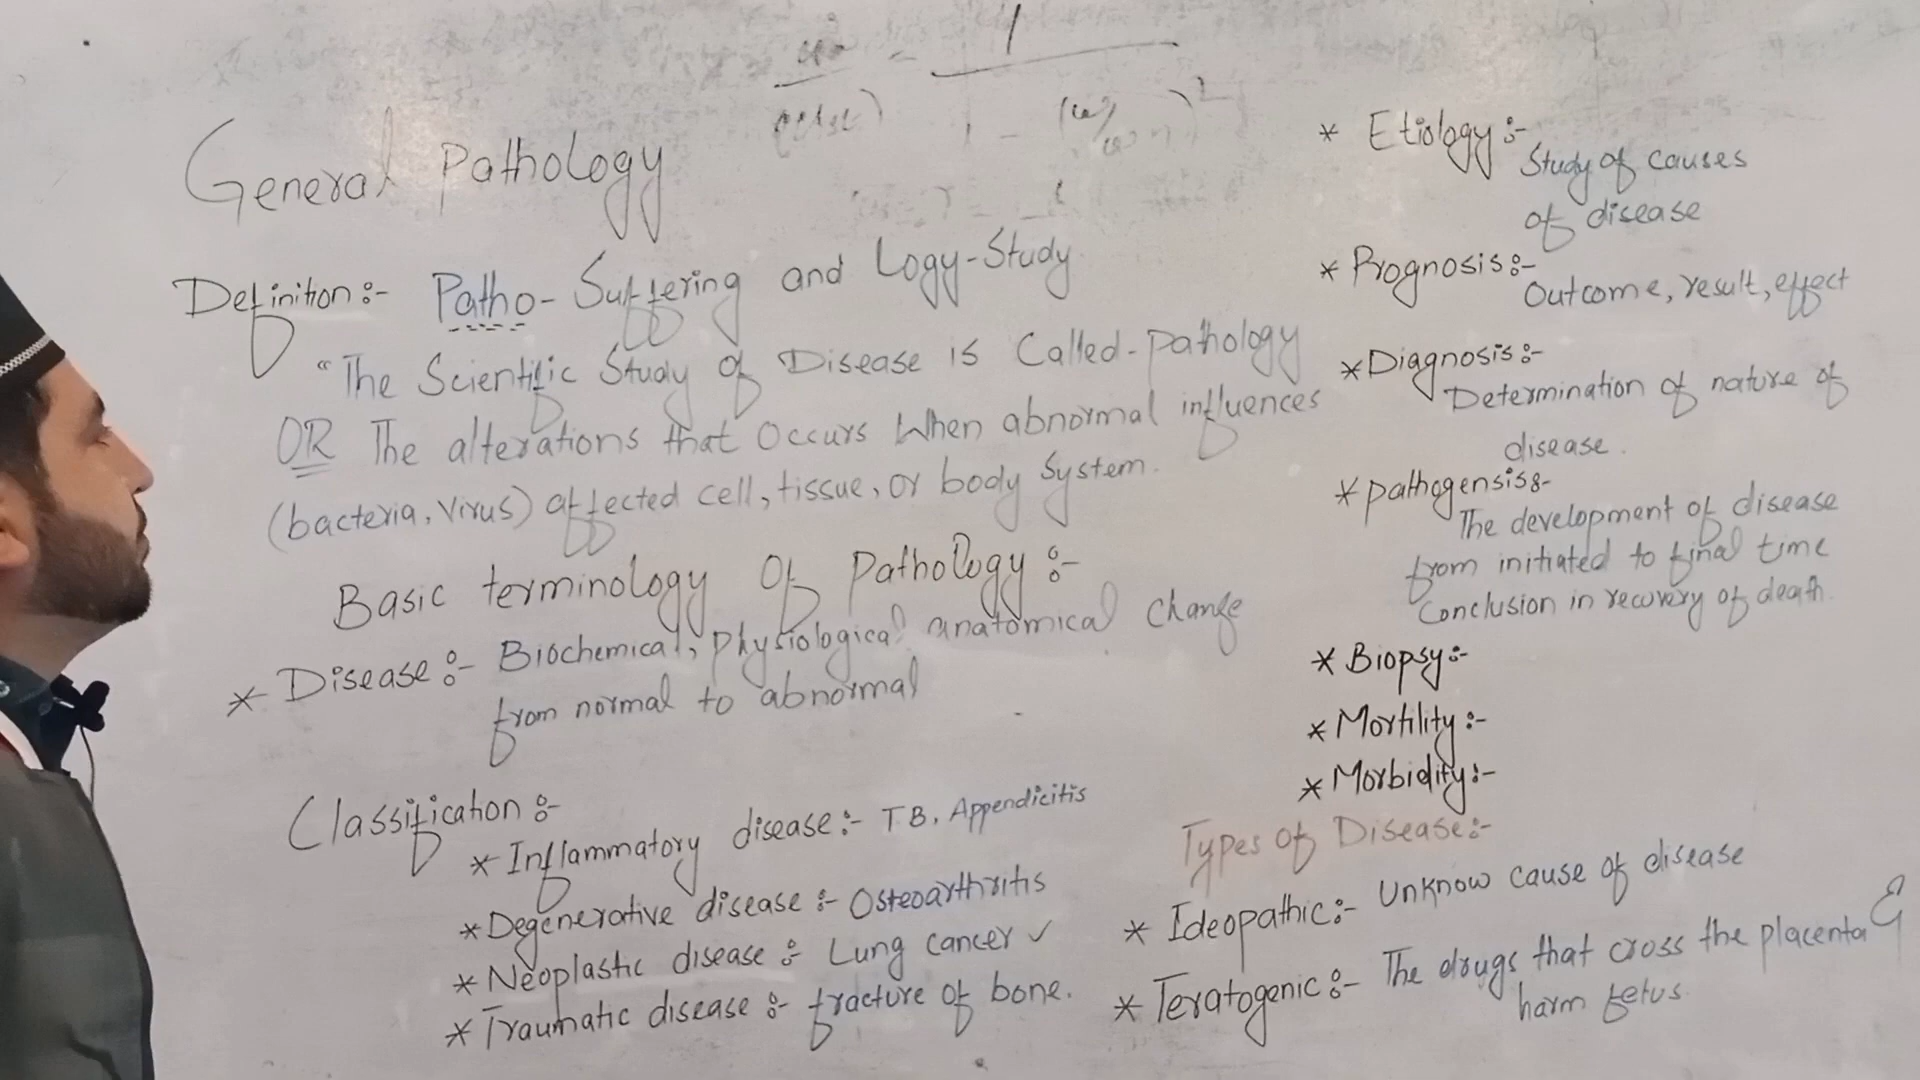 General Pathology
Definition:- Patho- Suffering and Logy-Study
"The Scientific Study of Disease is Called-Pathology
OR The alterations that occurs When abnormal influences
(bacteria, Virus) affected cell, tissue, or body System.
Basic terminology Of Pathology:-
* Disease:- Biochemical, Physiological anatomical Change
from normal to abnormal
Classification:-
* Inflammatory disease:- T.B, Appendicitis
* Degenerative disease:- Osteoarthritis
* Neoplastic disease:- Lung cancer ✓
* Traumatic disease:- fracture of bone.
* Etiology:-
Study of causes
of disease
* Prognosis:-
Outcome, result, effect
* Diagnosis:-
Determination of nature of
disease.
* Pathogensis:-
The development of disease
from initiated to final time
Conclusion in recovery of death.
* Biopsy:-
* Mortility:-
* Morbidity:-
Types of Disease:-
* Ideopathic:- Unknow cause of disease
* Teratogenic:- The drugs that cross the placenta &
harm fetus.